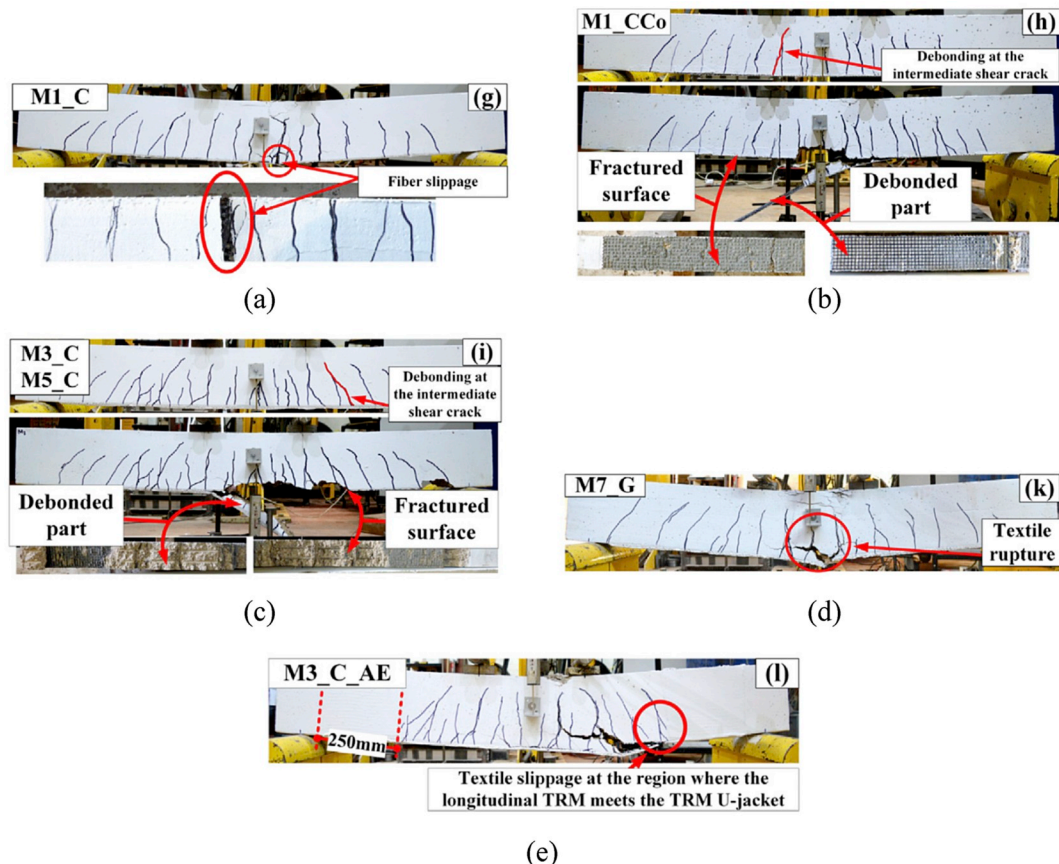 M1_C
(g)
Fiber slippage
(a)
M1_CCo
(h)
Debonding at the
intermediate shear crack
Fractured
surface
Debonded
part
(b)
M3_C
M5_C
(i)
Debonding at
the intermediate
shear crack
Debonded
part
Fractured
surface
(c)
M7_G
(k)
Textile
rupture
(d)
M3_C_AE
(l)
250mm
Textile slippage at the region where the
longitudinal TRM meets the TRM U-jacket
(e)